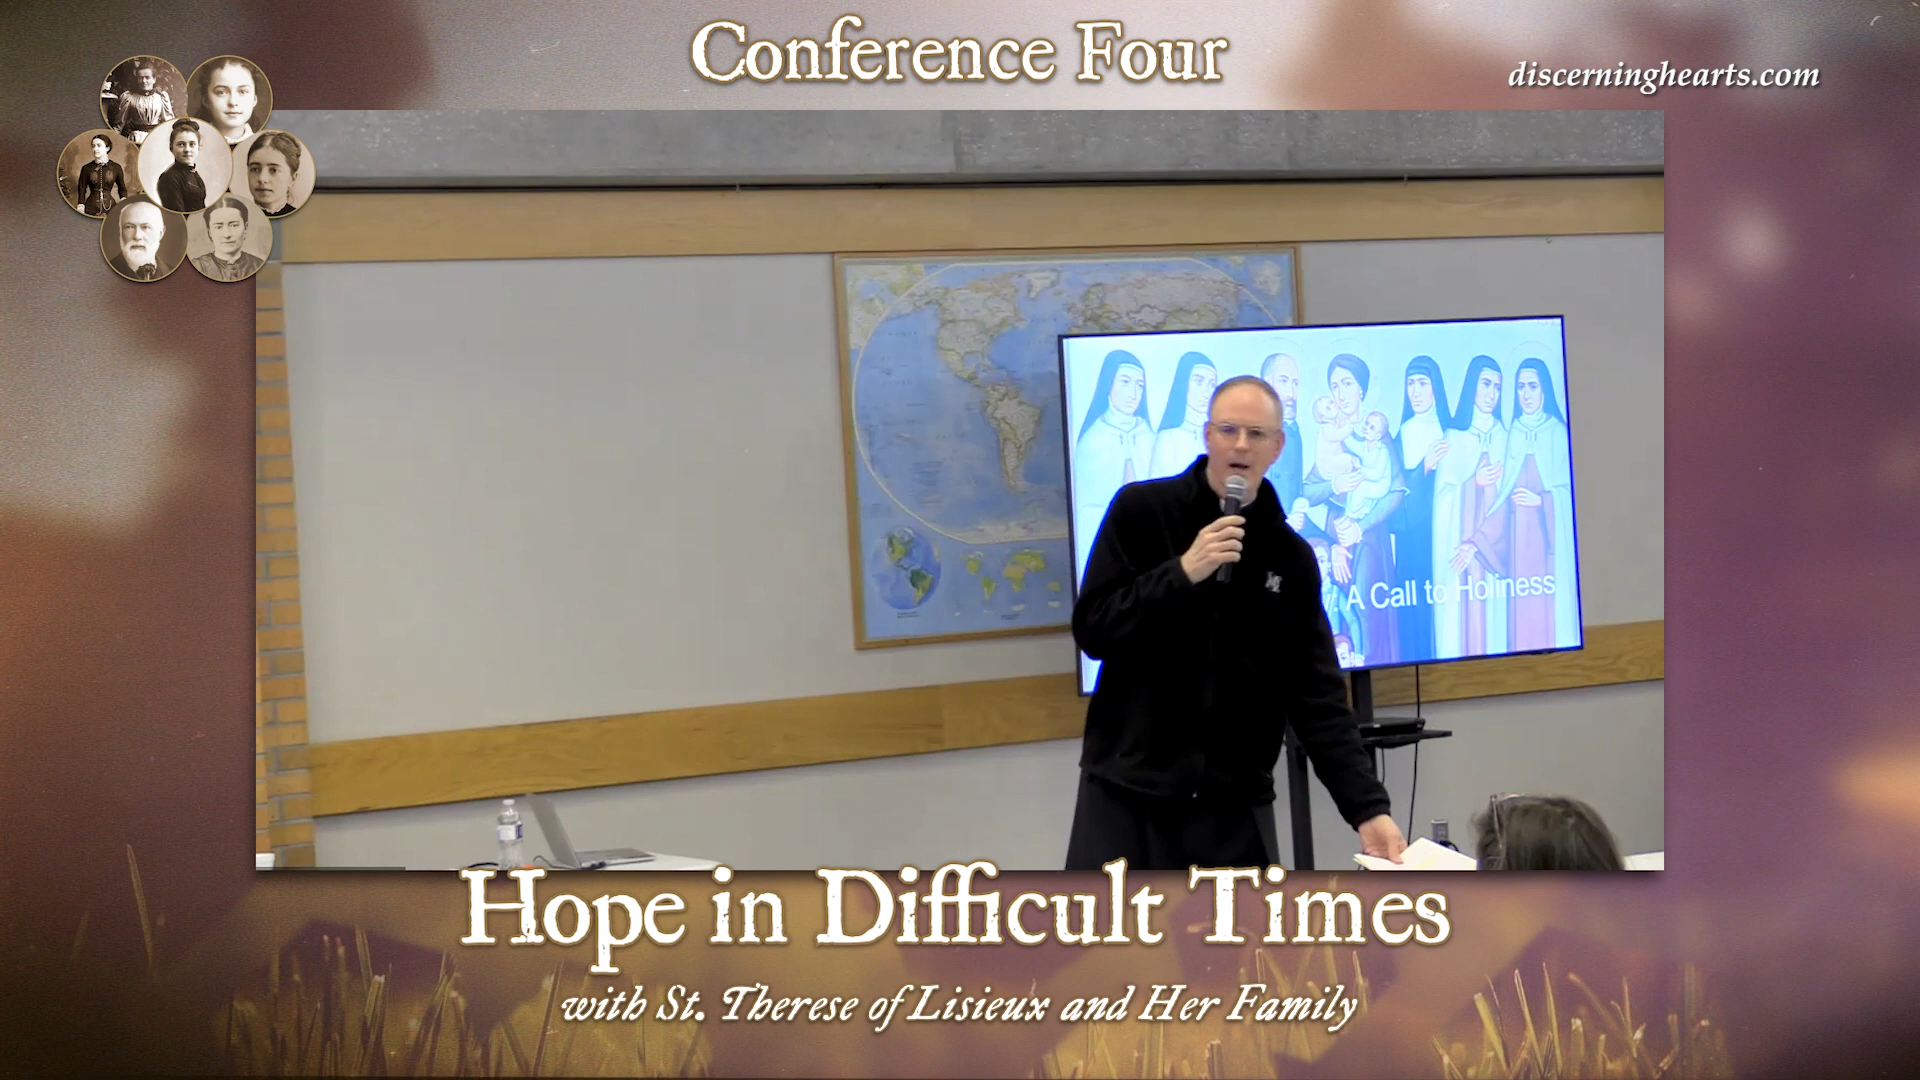 Conference Four
discerninghearts.com
A Call to Holiness
Hope in Difficult Times
with St. Therese of Lisieux and Her Family